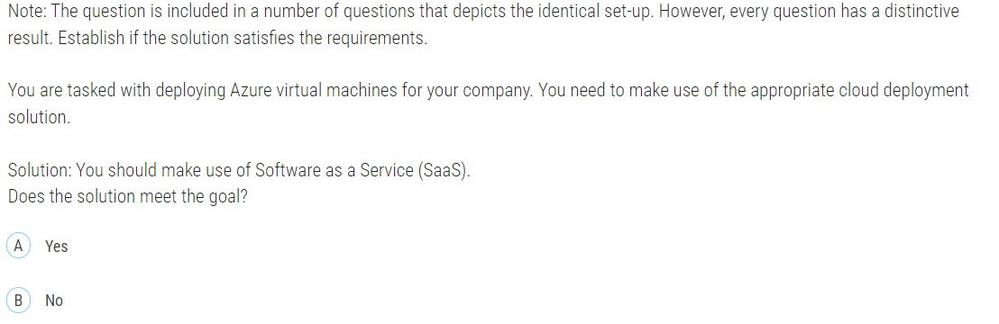 Note: The question is included in a number of questions that depicts the identical set-up. However, every question has a distinctive
result. Establish if the solution satisfies the requirements.
You are tasked with deploying Azure virtual machines for your company. You need to make use of the appropriate cloud deployment
solution.
Solution: You should make use of Software as a Service (SaaS).
Does the solution meet the goal?
A Yes
B No